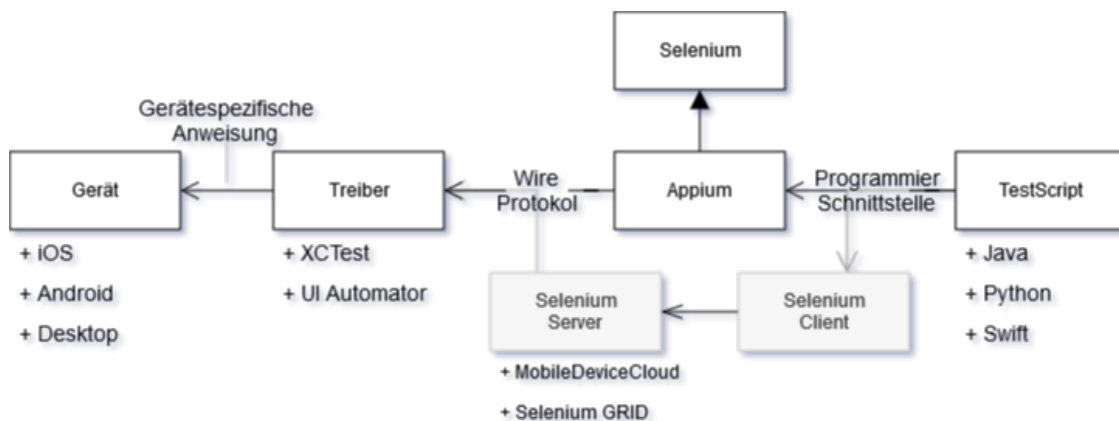 Selenium
Gerätespezifische
Anweisung
Gerät
Treiber
Wire
Protokol
Appium
Programmier
Schnittstelle
TestScript
+ iOS
+ Android
+ Desktop
+ XCTest
+ UI Automator
Selenium
Server
Selenium
Client
+ Java
+ Python
+ Swift
+ MobileDeviceCloud
+ Selenium GRID